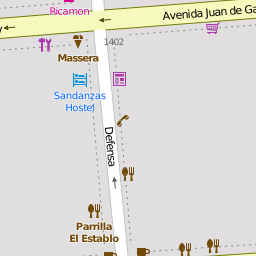 Ricamon
Avenida Juan de Ga
y
1402
Massera
Sandanzas
Hostel
Defensa
Parrilla
El Establo